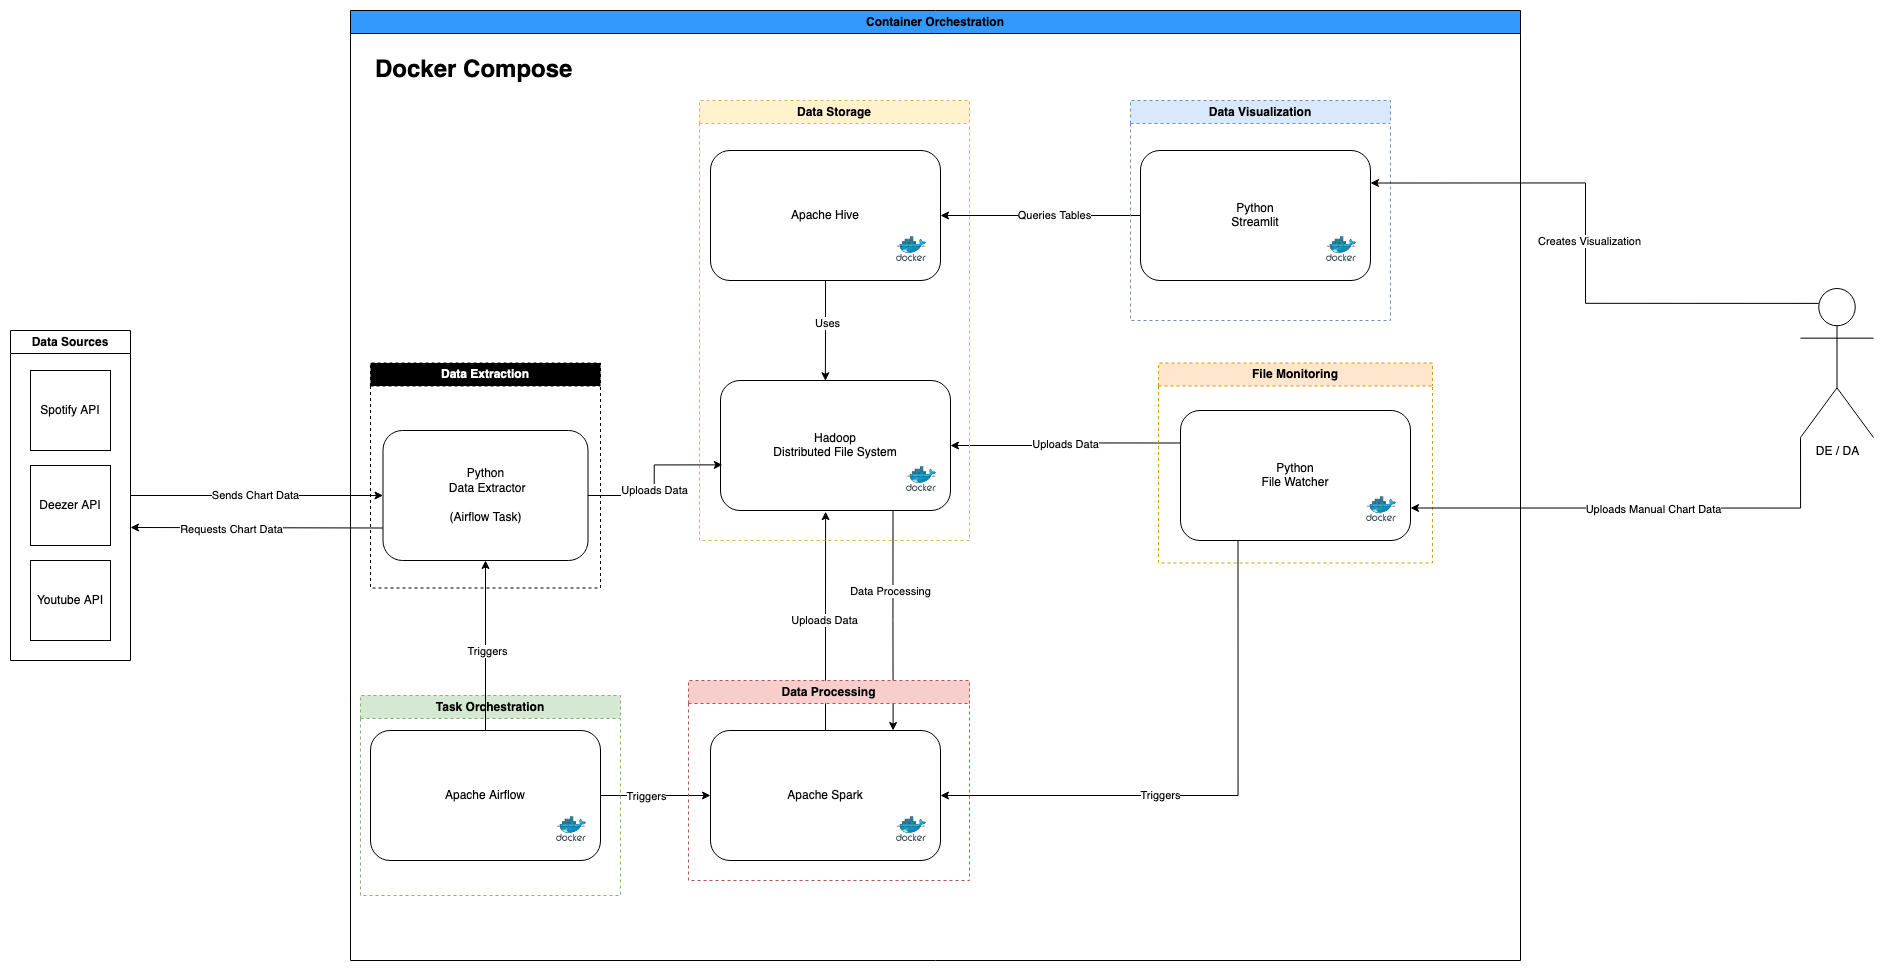 Container Orchestration
Docker Compose
Data Storage
Data Visualization
Apache Hive
docker
Python
Streamlit
docker
Queries Tables
Creates Visualization
Uses
Data Sources
Spotify API
Deezer API
Youtube API
Data Extraction
Python
Data Extractor
(Airflow Task)
Sends Chart Data
Requests Chart Data
Uploads Data
Hadoop
Distributed File System
docker
Uploads Data
File Monitoring
Python
File Watcher
docker
DE / DA
Uploads Manual Chart Data
Data Processing
Uploads Data
Triggers
Task Orchestration
Apache Airflow
docker
Triggers
Data Processing
Apache Spark
docker
Triggers